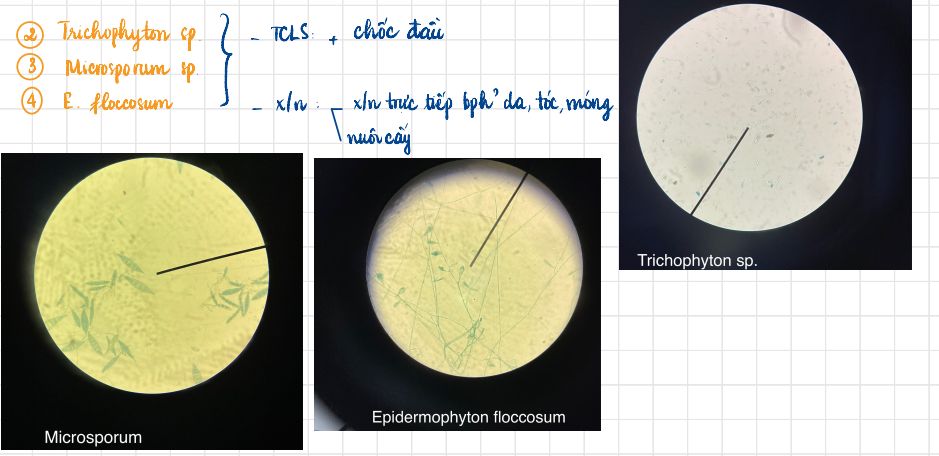 ② Trichophyton sp.
③ Microsporum sp.
④ E. floccosum
- TCLS: + chốc đầu
- x/n: - x/n trực tiếp bph² da, tóc, móng
nuôi cấy
Trichophyton sp.
Microsporum
Epidermophyton floccosum